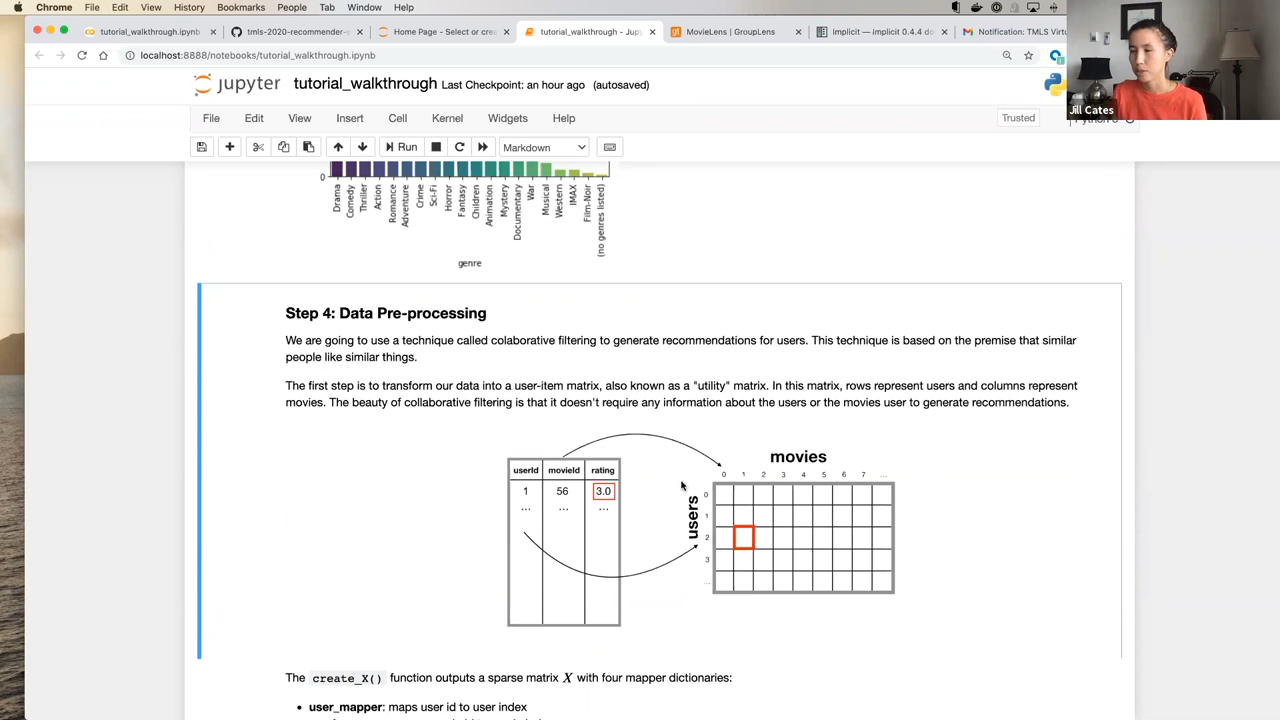 Chrome File Edit View History Bookmarks People Tab Window Help
tutorial_walkthrough.ipynb
tmls-2020-recommender-s
Home Page - Select or crea
tutorial_walkthrough - Jup
MovieLens | GroupLens
Implicit — implicit 0.4.4 do
Notification: TMLS Virtu
localhost:8888/notebooks/tutorial_walkthrough.ipynb
Jill Cates
jupyter tutorial_walkthrough Last Checkpoint: an hour ago (autosaved)
File Edit View Insert Cell Kernel Widgets Help
Trusted
Run
Markdown
0
Drama
Comedy
Thriller
Action
Romance
Adventure
Crime
Sci-Fi
Horror
Fantasy
Children
Animation
Mystery
Documentary
War
Musical
Western
IMAX
Film-Noir
(no genres listed)
genre
Step 4: Data Pre-processing
We are going to use a technique called colaborative filtering to generate recommendations for users. This technique is based on the premise that similar
people like similar things.
The first step is to transform our data into a user-item matrix, also known as a "utility" matrix. In this matrix, rows represent users and columns represent
movies. The beauty of collaborative filtering is that it doesn't require any information about the users or the movies user to generate recommendations.
userId movieId rating
1 56 3.0
... ... ...
movies
0 1 2 3 4 5 6 7 ...
users
0
1
2
3
...
The create_X() function outputs a sparse matrix X with four mapper dictionaries:
• user_mapper: maps user id to user index